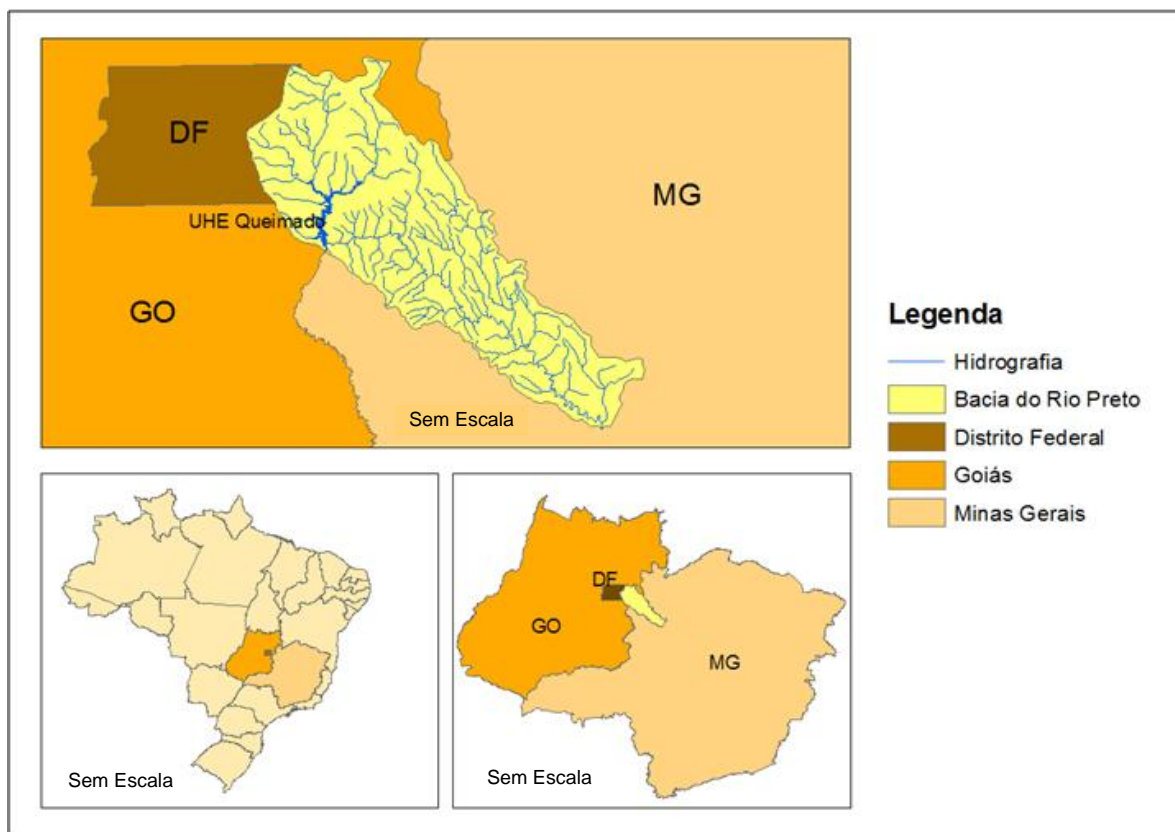 DF
UHE Queimado
MG
GO
Sem Escala
Legenda
Hidrografia
Bacia do Rio Preto
Distrito Federal
Goiás
Minas Gerais
Sem Escala
DF
GO
MG
Sem Escala